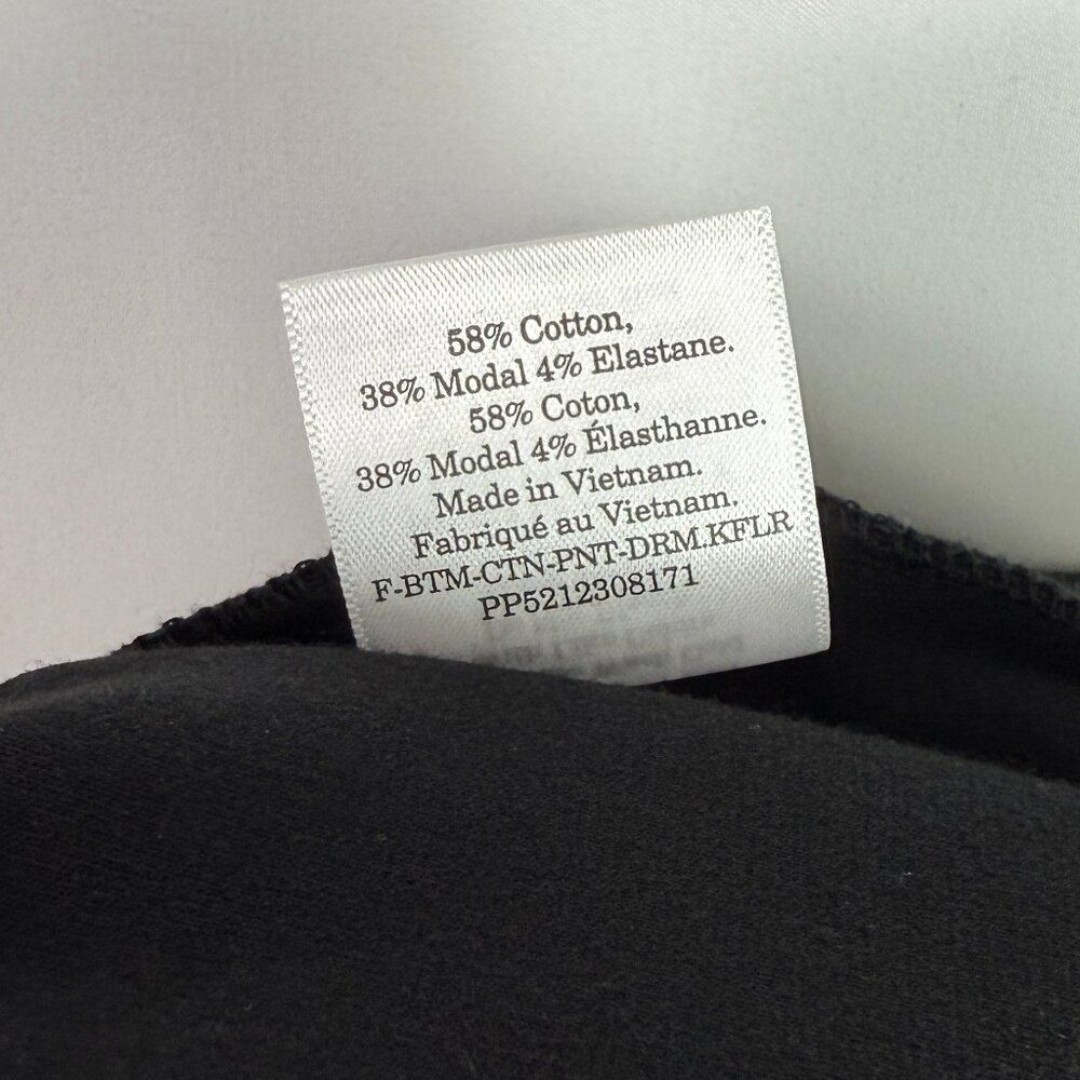 58% Cotton,
38% Modal 4% Elastane.
58% Coton,
38% Modal 4% Élasthanne.
Made in Vietnam.
Fabriqué au Vietnam.
F-BTM-CTN-PNT-DRM.KFLR
PP5212308171